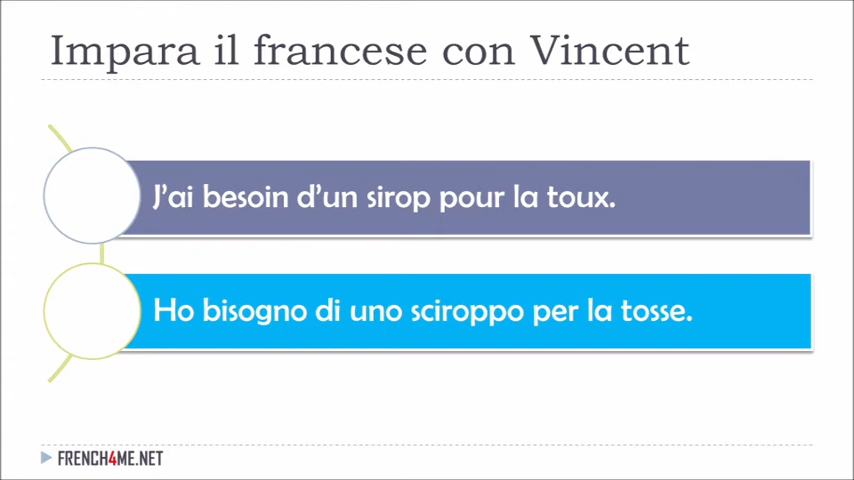 Impara il francese con Vincent
J’ai besoin d’un sirop pour la toux.
Ho bisogno di uno sciroppo per la tosse.
FRENCH4ME.NET